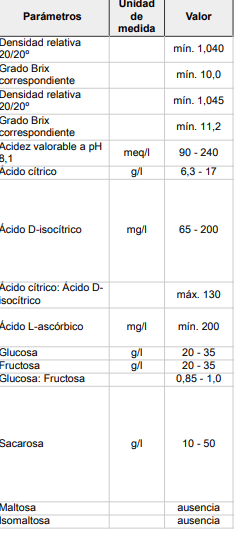 Parámetros Unidad de medida Valor
Densidad relativa
20/20º mín. 1,040
Grado Brix
correspondiente mín. 10,0
Densidad relativa
20/20º mín. 1,045
Grado Brix
correspondiente mín. 11,2
Acidez valorable a pH
8,1 meq/l 90 - 240
Ácido cítrico g/l 6,3 - 17
Ácido D-isocítrico mg/l 65 - 200
Ácido cítrico: Ácido D-
isocítrico máx. 130
Ácido L-ascórbico mg/l mín. 200
Glucosa g/l 20 - 35
Fructosa g/l 20 - 35
Glucosa: Fructosa 0,85 - 1,0
Sacarosa g/l 10 - 50
Maltosa ausencia
Isomaltosa ausencia